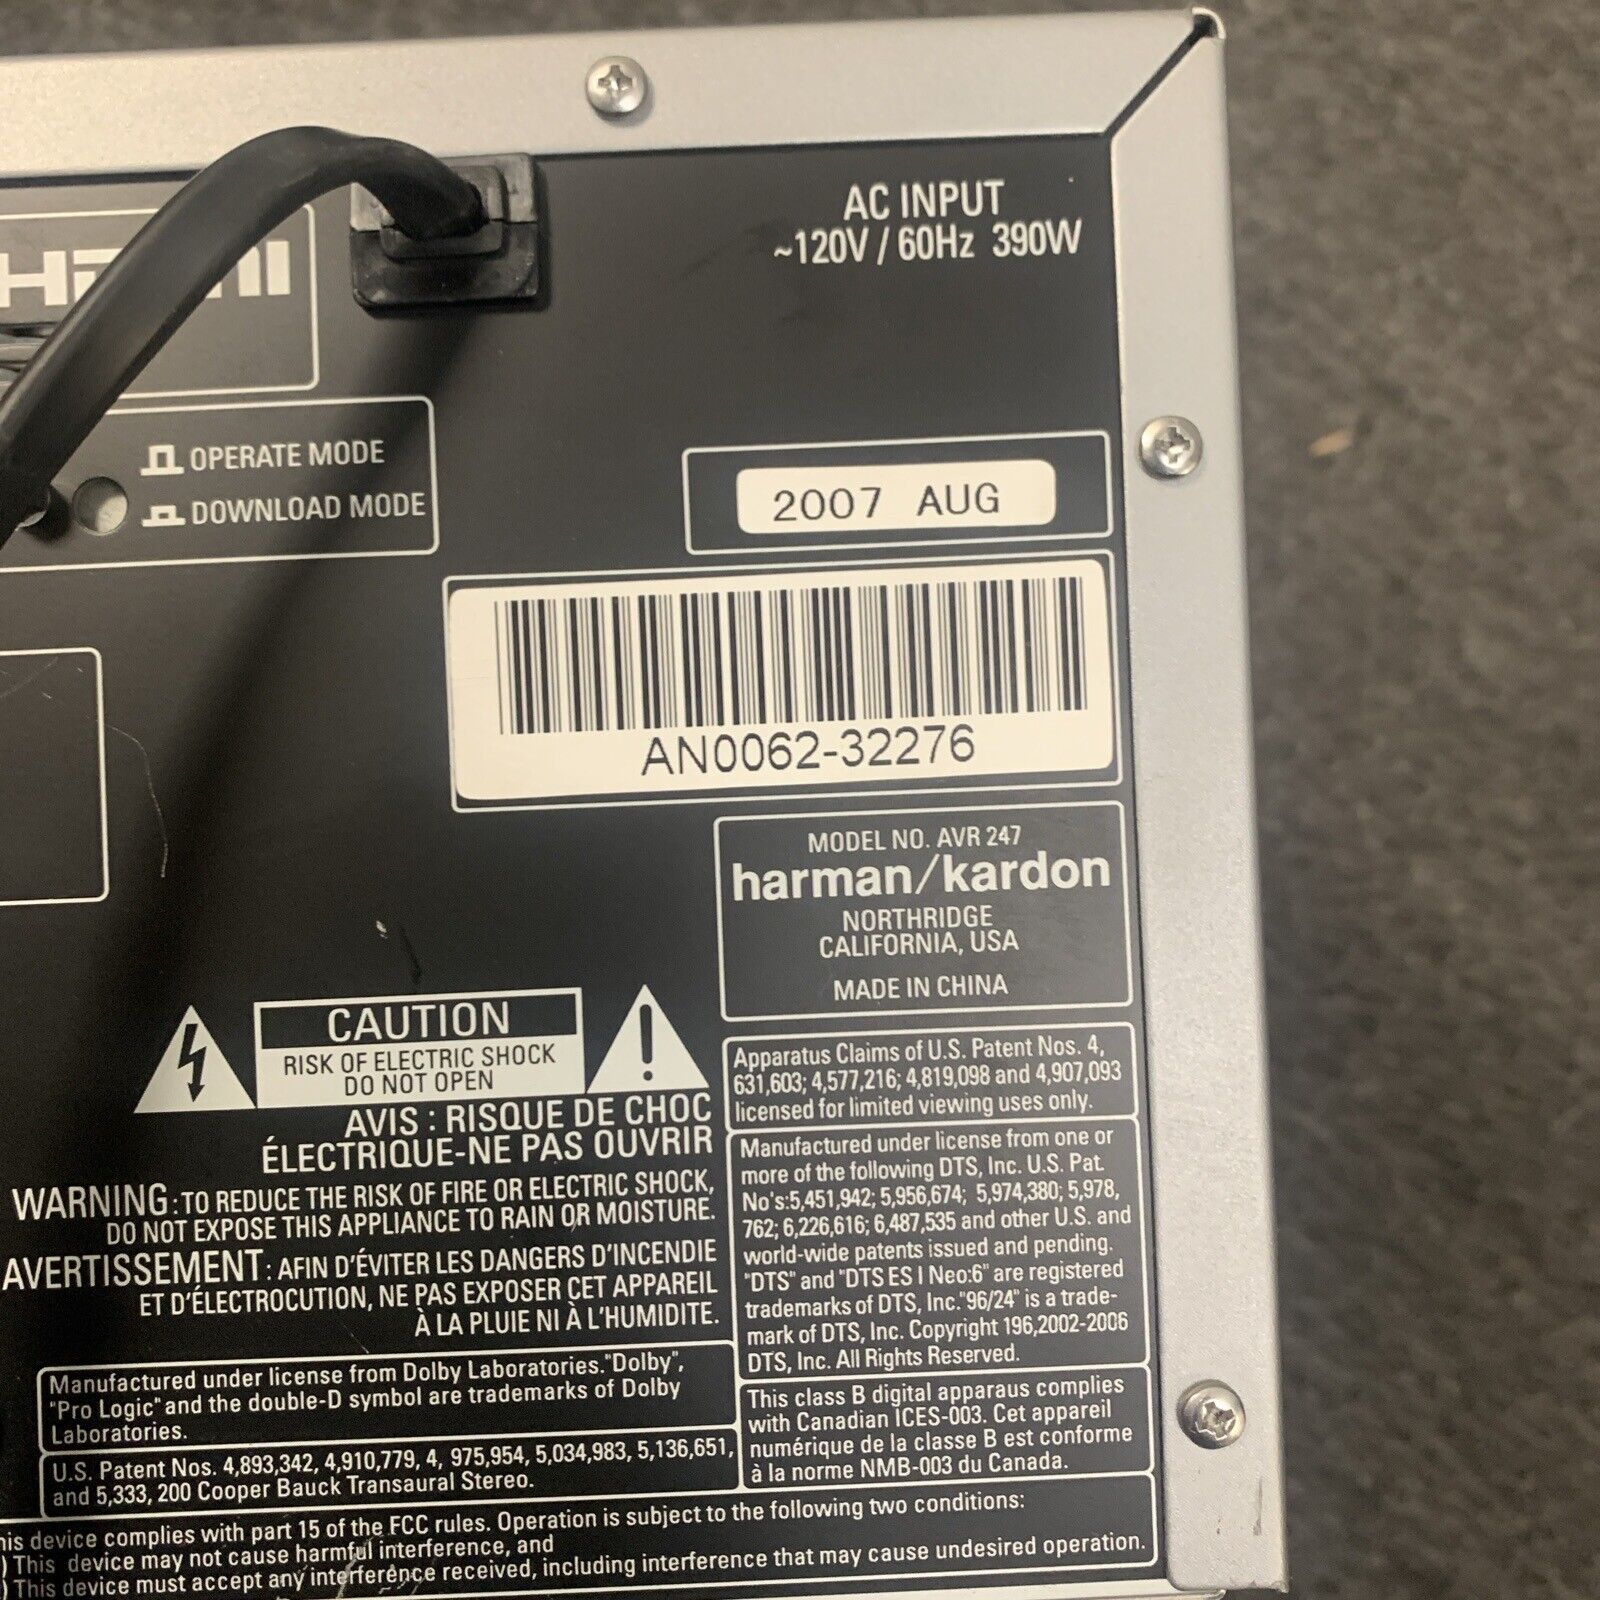 AC INPUT
~120V / 60Hz 390W
OPERATE MODE
DOWNLOAD MODE
2007 AUG
AN0062-32276
MODEL NO. AVR 247
harman/kardon
NORTHRIDGE
CALIFORNIA, USA
MADE IN CHINA
CAUTION
RISK OF ELECTRIC SHOCK
DO NOT OPEN
AVIS : RISQUE DE CHOC
ÉLECTRIQUE-NE PAS OUVRIR
WARNING : TO REDUCE THE RISK OF FIRE OR ELECTRIC SHOCK,
DO NOT EXPOSE THIS APPLIANCE TO RAIN OR MOISTURE.
AVERTISSEMENT : AFIN D'ÉVITER LES DANGERS D'INCENDIE
ET D'ÉLECTROCUTION, NE PAS EXPOSER CET APPAREIL
À LA PLUIE NI À L'HUMIDITE.
Apparatus Claims of U.S. Patent Nos. 4,
631,603; 4,577,216; 4,819,098 and 4,907,093
licensed for limited viewing uses only.
Manufactured under license from one or
more of the following DTS, Inc. U.S. Pat.
No's:5,451,942; 5,956,674; 5,974,380; 5,978,
762; 6,226,616; 6,487,535 and other U.S. and
world-wide patents issued and pending.
"DTS" and "DTS ES I Neo:6" are registered
trademarks of DTS, Inc."96/24" is a trade-
mark of DTS, Inc. Copyright 196,2002-2006
DTS, Inc. All Rights Reserved.
Manufactured under license from Dolby Laboratories."Dolby",
"Pro Logic" and the double-D symbol are trademarks of Dolby
Laboratories.
U.S. Patent Nos. 4,893,342, 4,910,779, 4, 975,954, 5,034,983, 5,136,651,
and 5,333, 200 Cooper Bauck Transaural Stereo.
This class B digital apparaus complies
with Canadian ICES-003. Cet appareil
numérique de la classe B est conforme
à la norme NMB-003 du Canada.
his device complies with part 15 of the FCC rules. Operation is subject to the following two conditions:
) This device may not cause harmful interference, and
) This device must accept any interference received, including interference that may cause undesired operation.